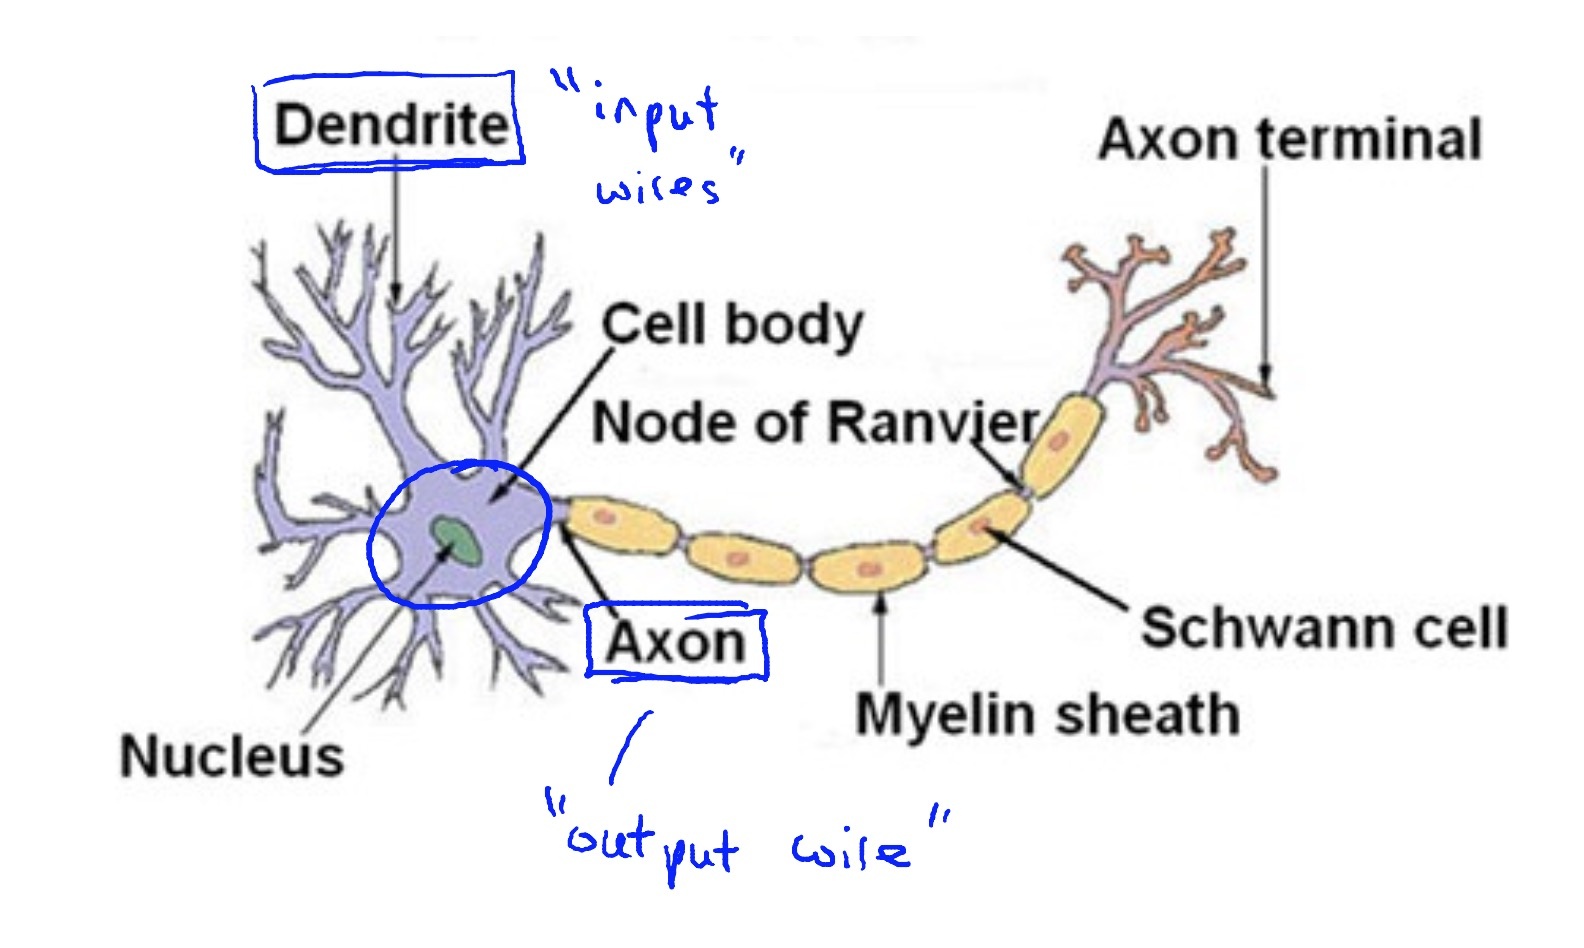 Dendrite
"input
wires"
Axon terminal
Cell body
Node of Ranvier
Axon
Schwann cell
Myelin sheath
Nucleus
"output wire"